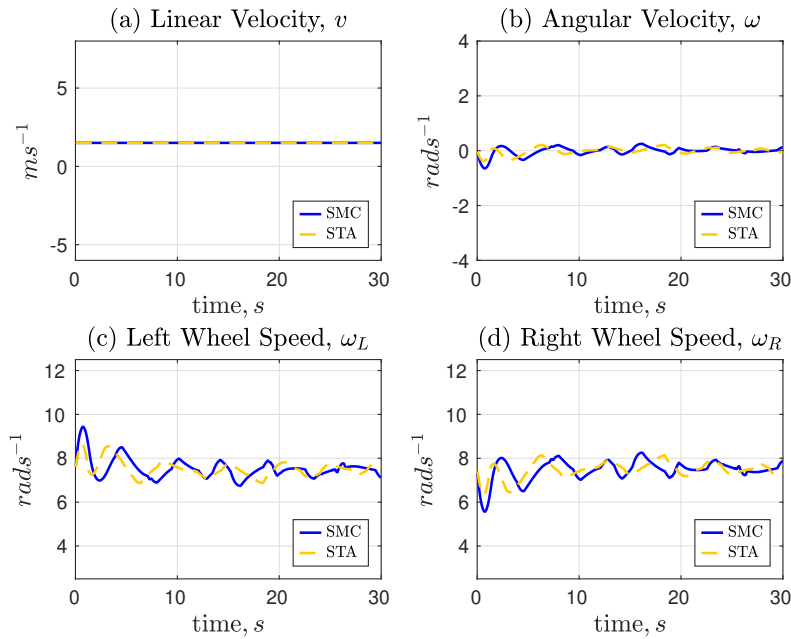 (a) Linear Velocity, v
ms⁻¹
5
0
-5
0 10 20 30
time, s
SMC
STA
(b) Angular Velocity, ω
rads⁻¹
4
2
0
-2
-4
0 10 20 30
time, s
SMC
STA
(c) Left Wheel Speed, ω_L
rads⁻¹
12
10
8
6
4
0 10 20 30
time, s
SMC
STA
(d) Right Wheel Speed, ω_R
rads⁻¹
12
10
8
6
4
0 10 20 30
time, s
SMC
STA